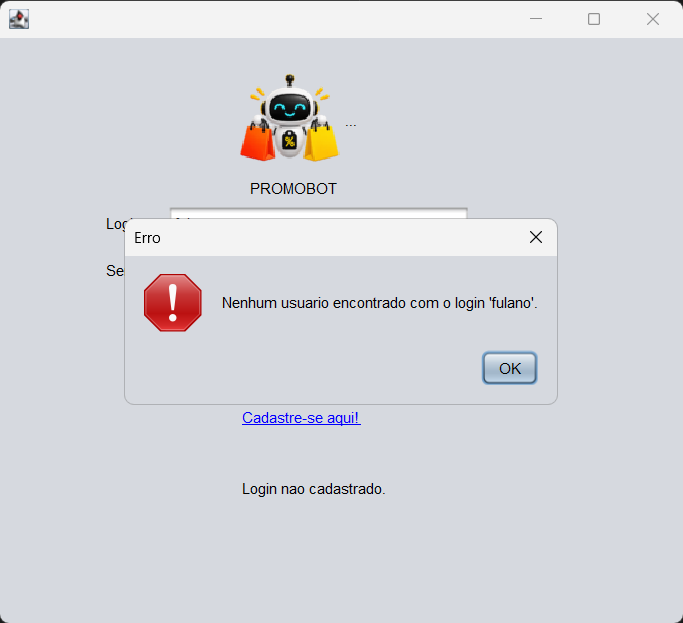 ...
PROMOBOT
Erro
Nenhum usuario encontrado com o login 'fulano'.
OK
Cadastre-se aqui!
Login nao cadastrado.